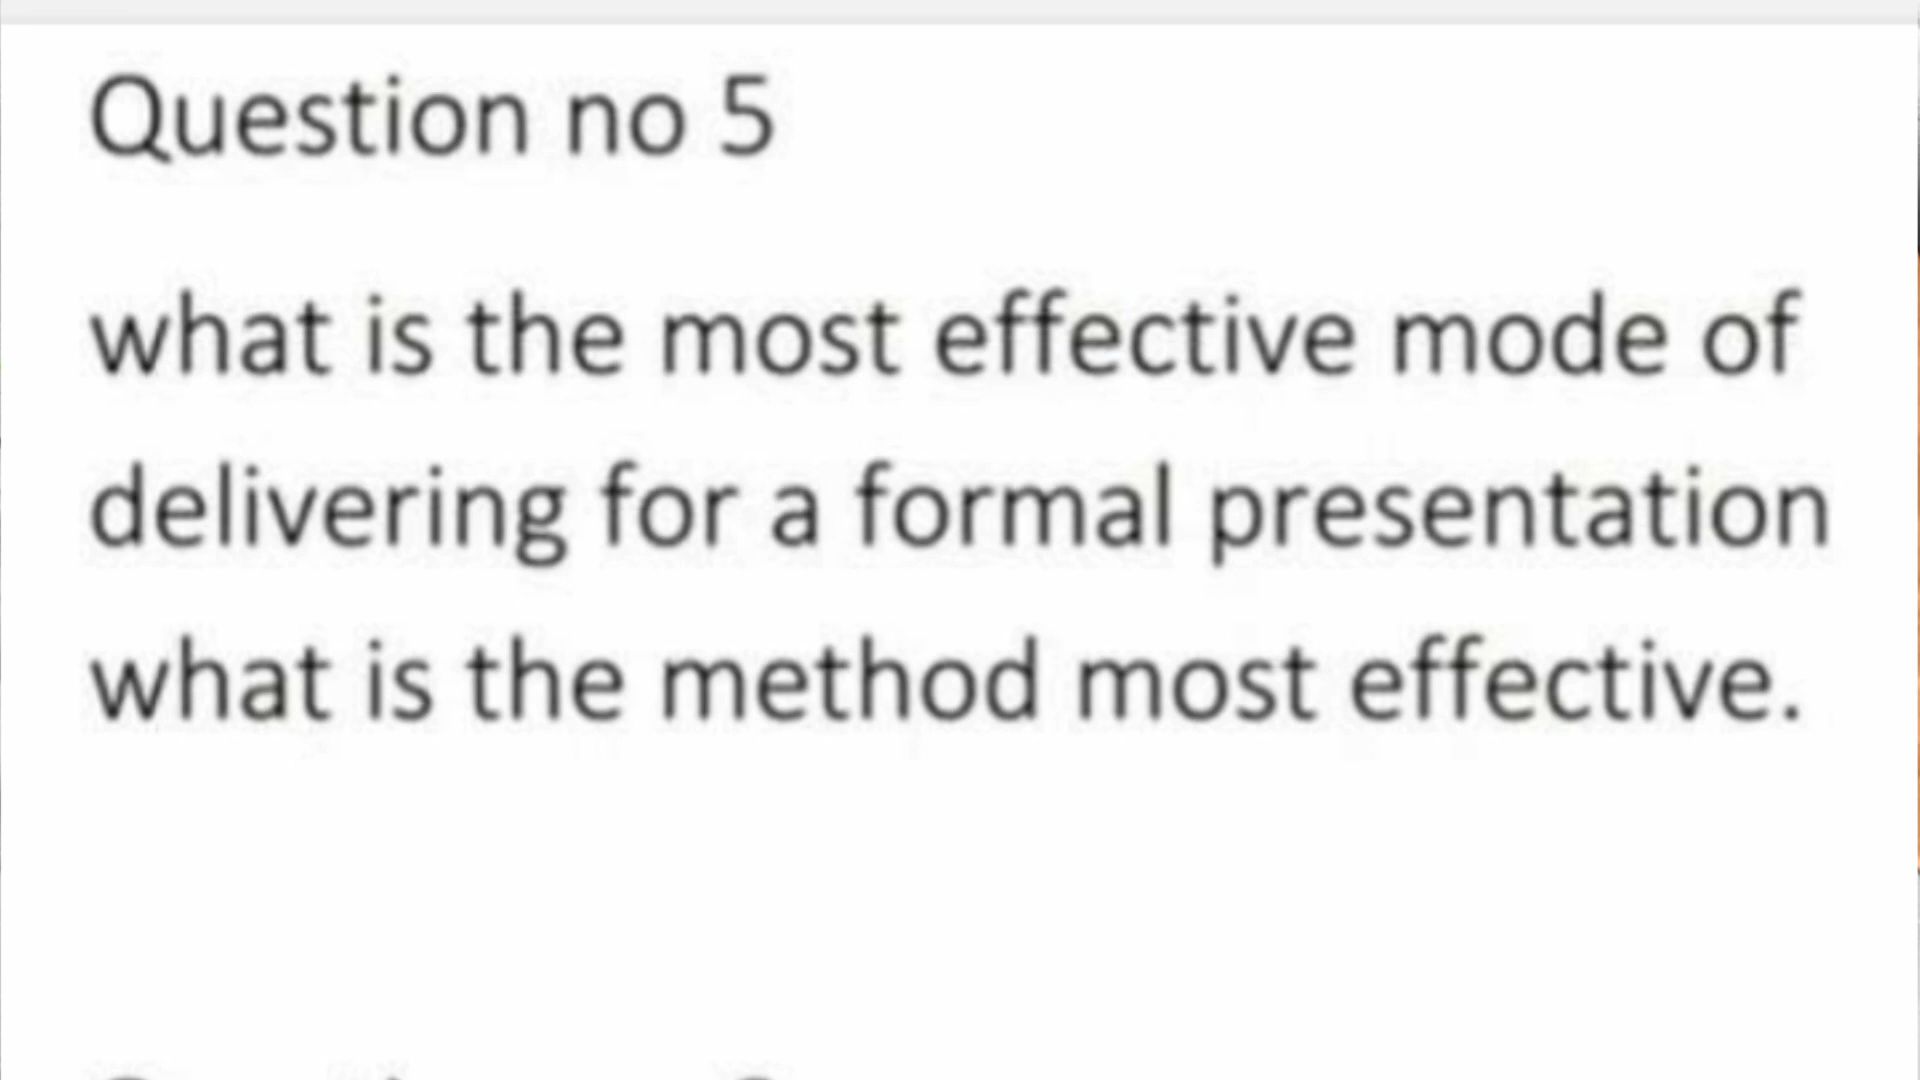 Question no 5
what is the most effective mode of
delivering for a formal presentation
what is the method most effective.